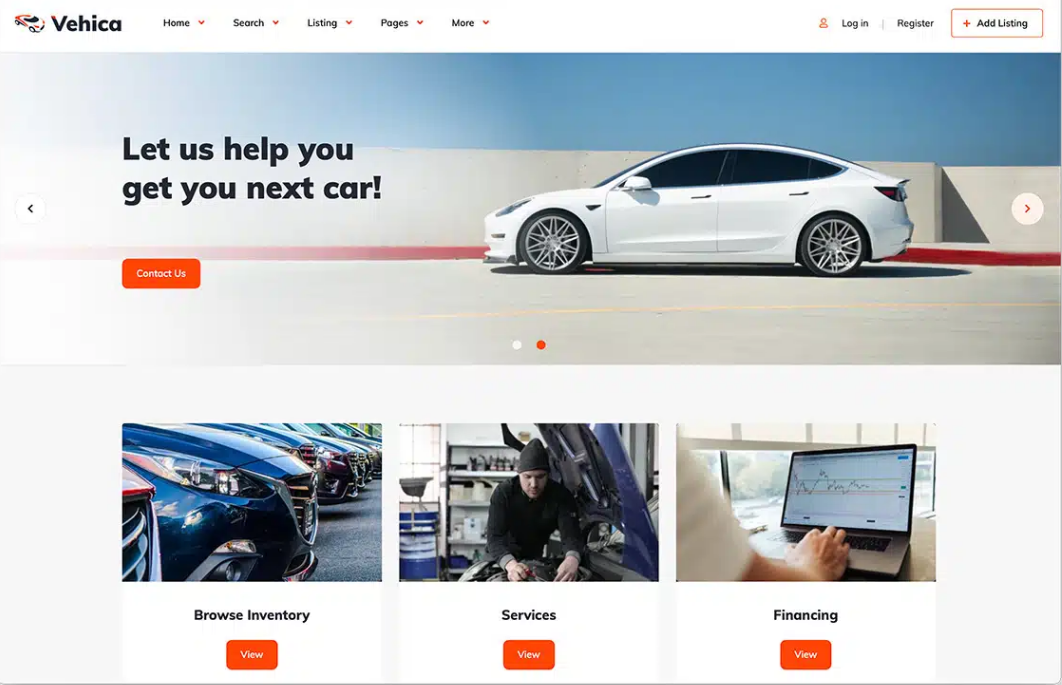 Vehica
Home
Search
Listing
Pages
More
Log in
Register
+ Add Listing
Let us help you
get you next car!
Contact Us
Browse Inventory
Services
Financing
View
View
View